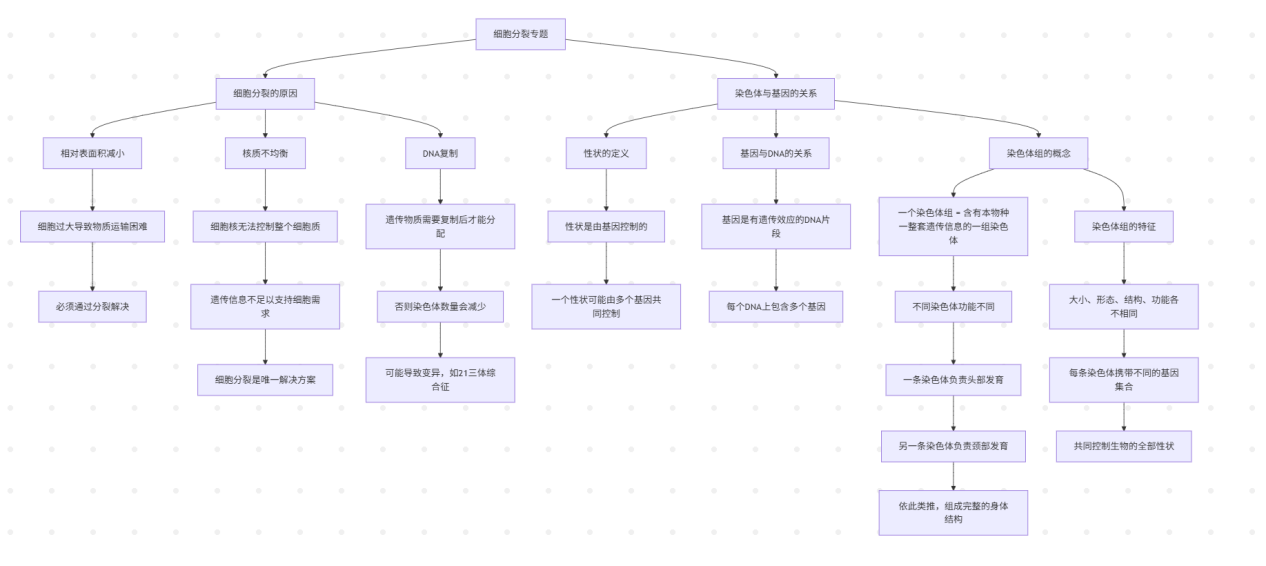 细胞分裂专题
细胞分裂的原因
染色体与基因的关系
相对表面积减小
核质不均衡
DNA复制
性状的定义
基因与DNA的关系
染色体组的概念
细胞过大导致物质运输困难
细胞核无法控制整个细胞质
遗传物质需要复制后才能分
配
性状是由基因控制的
基因是有遗传效应的DNA片
段
一个染色体组 = 含有本物种
一整套遗传信息的一组染色
体
染色体组的特征
必须通过分裂解决
遗传信息不足以支持细胞需
求
否则染色体数量会减少
一个性状可能由多个基因共
同控制
每个DNA上包含多个基因
不同染色体功能不同
大小、形态、结构、功能各
不相同
细胞分裂是唯一解决方案
可能导致变异，如21三体综
合征
一条染色体负责头部发育
每条染色体携带不同的基因
集合
另一条染色体负责颈部发育
共同控制生物的全部性状
依此类推，组成完整的身体
结构